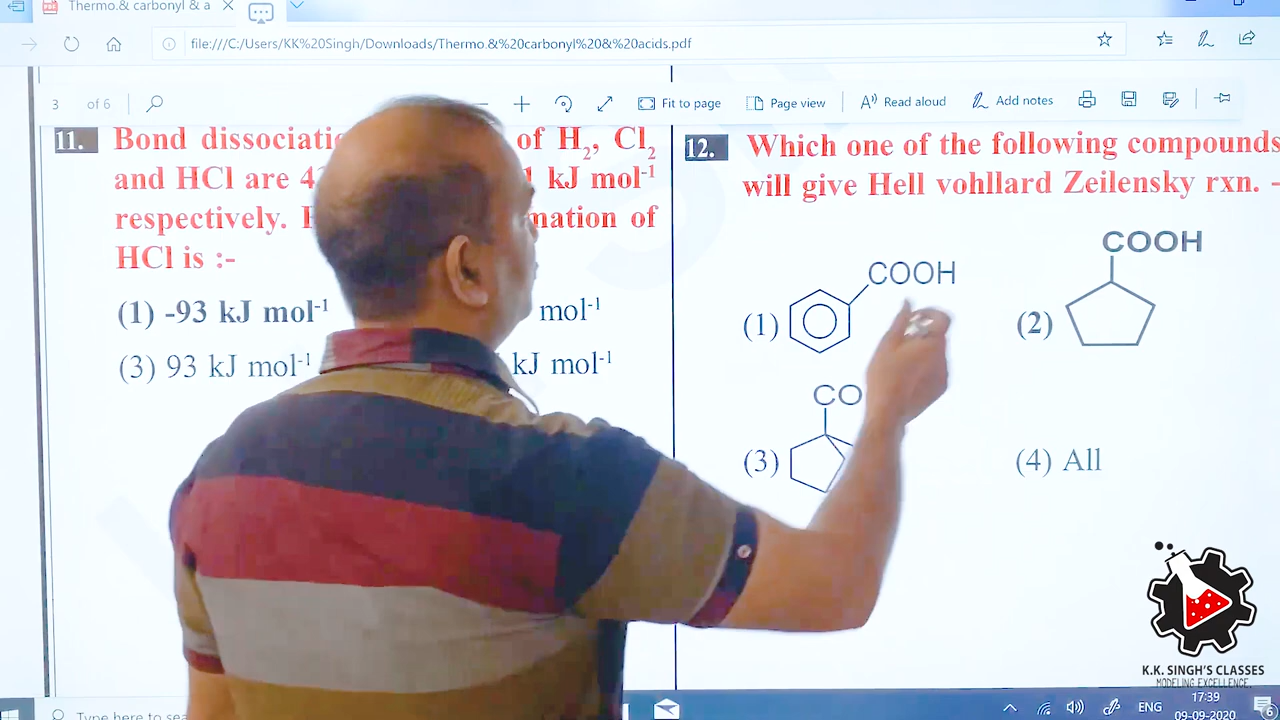 Thermo.& carbonyl & a
file:///C:/Users/KK%20Singh/Downloads/Thermo.&%20carbonyl%20&%20acids.pdf
3 of 6
Fit to page
Page view
Read aloud
Add notes
11. Bond of H₂, Cl₂
and HCl are kJ mol⁻¹
respectively. of
HCl is :-
(1) -93 kJ mol⁻¹ mol⁻¹
(3) 93 kJ mol⁻¹ kJ mol⁻¹
12. Which one of the following compounds
will give Hell vohllard Zeilensky rxn. -
COOH
(1)
COOH
(2)
CO
(3)
(4) All
K.K. SINGH'S CLASSES
MODELING EXCELLENCE.
Type here to
ENG
17:39
09-09-2020
6